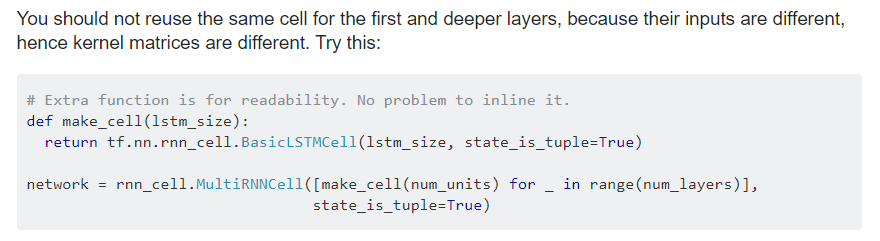 You should not reuse the same cell for the first and deeper layers, because their inputs are different,
hence kernel matrices are different. Try this:
# Extra function is for readability. No problem to inline it.
def make_cell(lstm_size):
  return tf.nn.rnn_cell.BasicLSTMCell(lstm_size, state_is_tuple=True)
network = rnn_cell.MultiRNNCell([make_cell(num_units) for _ in range(num_layers)],
                                state_is_tuple=True)